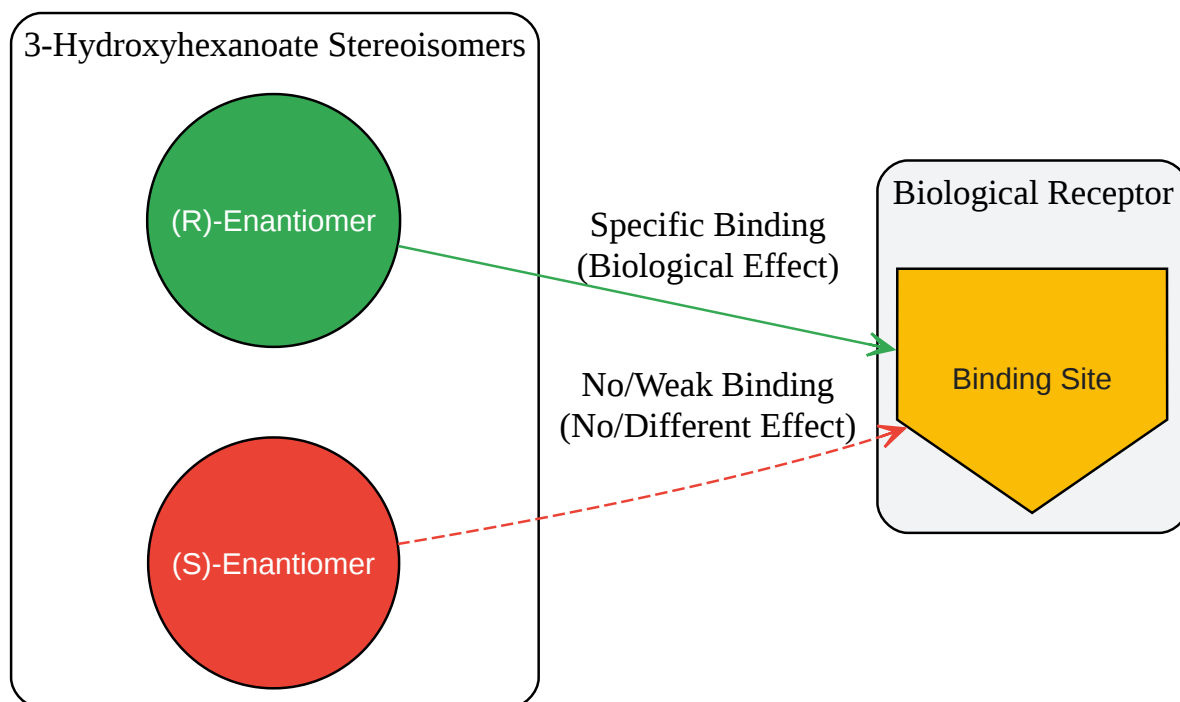 3-Hydroxyhexanoate Stereoisomers
(R)-Enantiomer
(S)-Enantiomer
Specific Binding
(Biological Effect)
No/Weak Binding
(No/Different Effect)
Biological Receptor
Binding Site